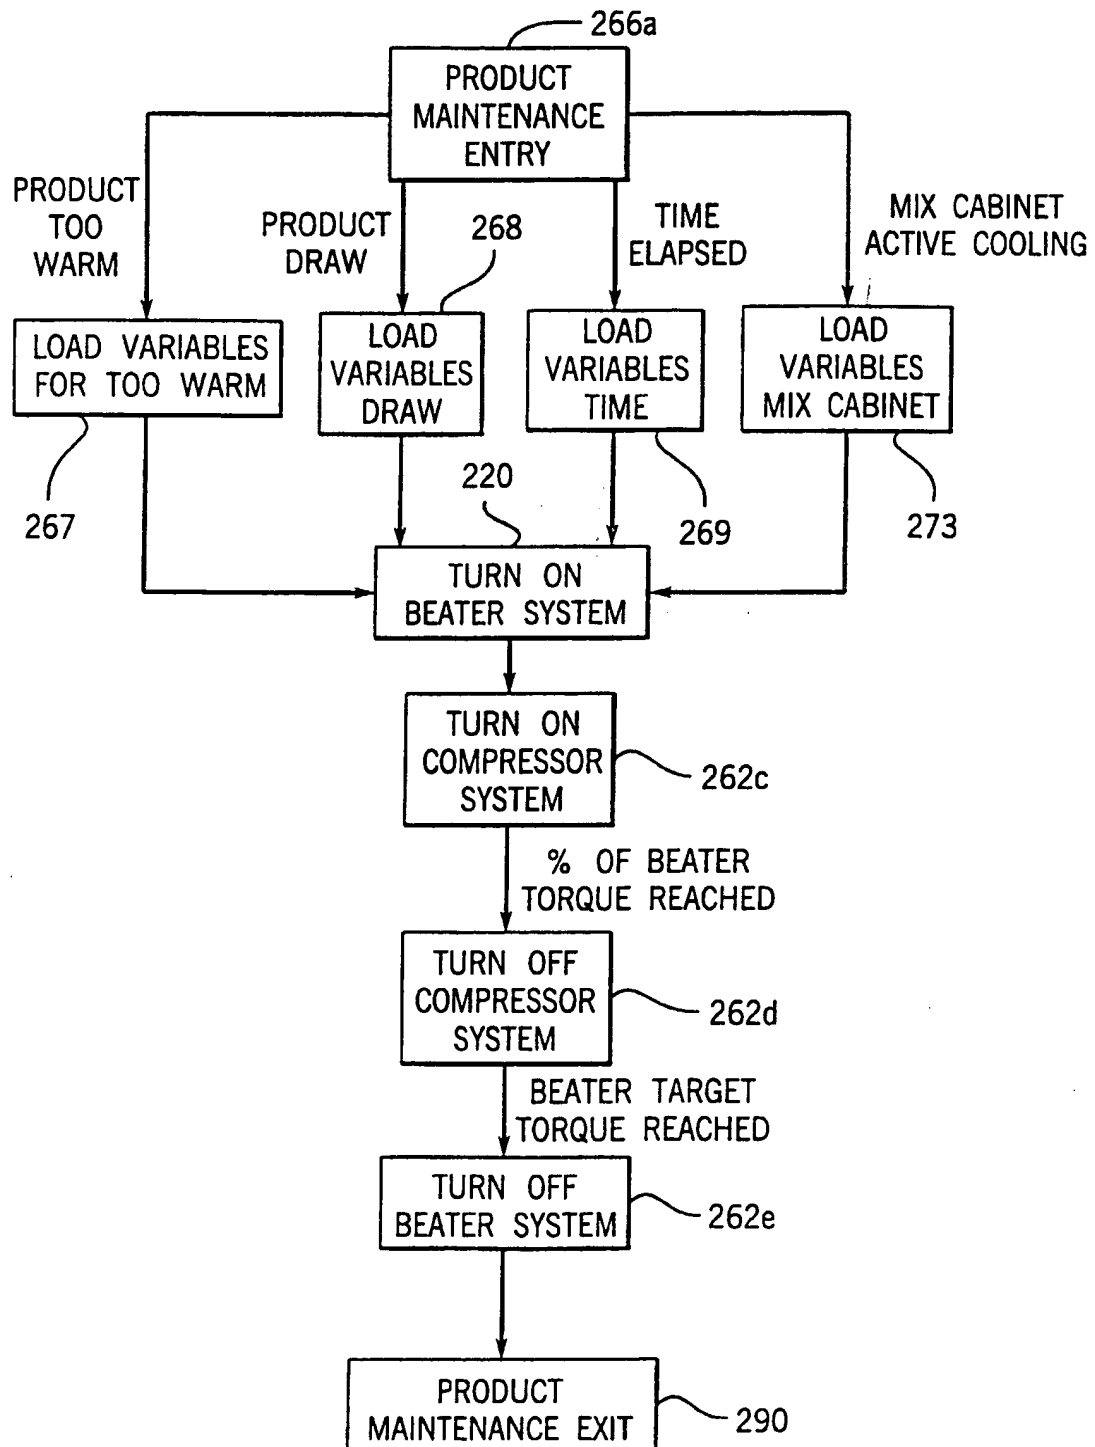 266a
PRODUCT
MAINTENANCE
ENTRY
PRODUCT
TOO
WARM
PRODUCT
DRAW
268
TIME
ELAPSED
MIX CABINET
ACTIVE COOLING
LOAD VARIABLES
FOR TOO WARM
LOAD
VARIABLES
DRAW
LOAD
VARIABLES
TIME
LOAD
VARIABLES
MIX CABINET
267
220
269
273
TURN ON
BEATER SYSTEM
TURN ON
COMPRESSOR
SYSTEM
262c
% OF BEATER
TORQUE REACHED
TURN OFF
COMPRESSOR
SYSTEM
262d
BEATER TARGET
TORQUE REACHED
TURN OFF
BEATER SYSTEM
262e
PRODUCT
MAINTENANCE EXIT
290